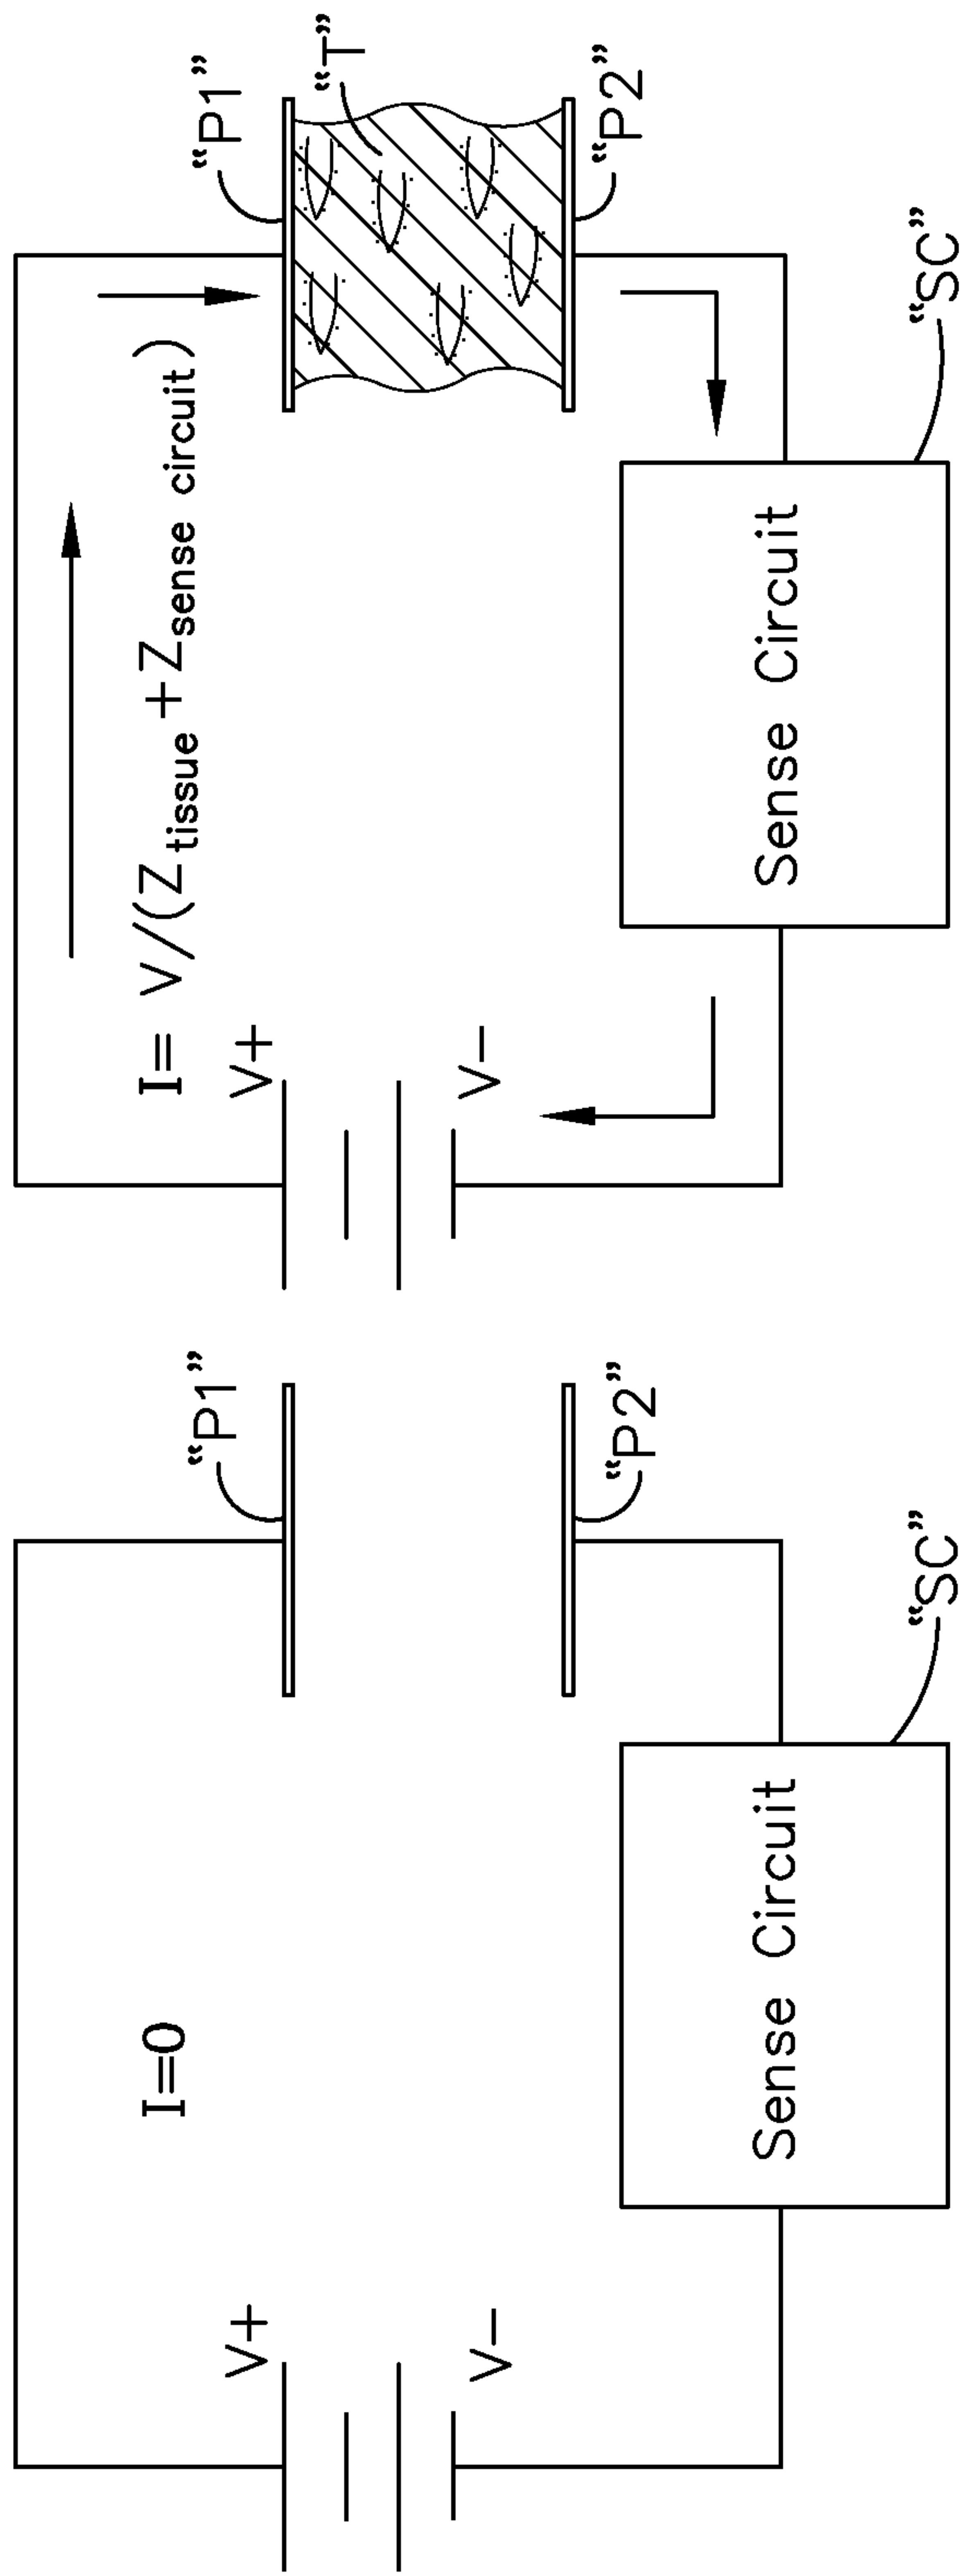 V+
V−
I=0
“P1”
“P2”
Sense Circuit
“SC”
V+
V−
I= V/(Ztissue +Zsense circuit)
“P1”
“T”
“P2”
Sense Circuit
“SC”